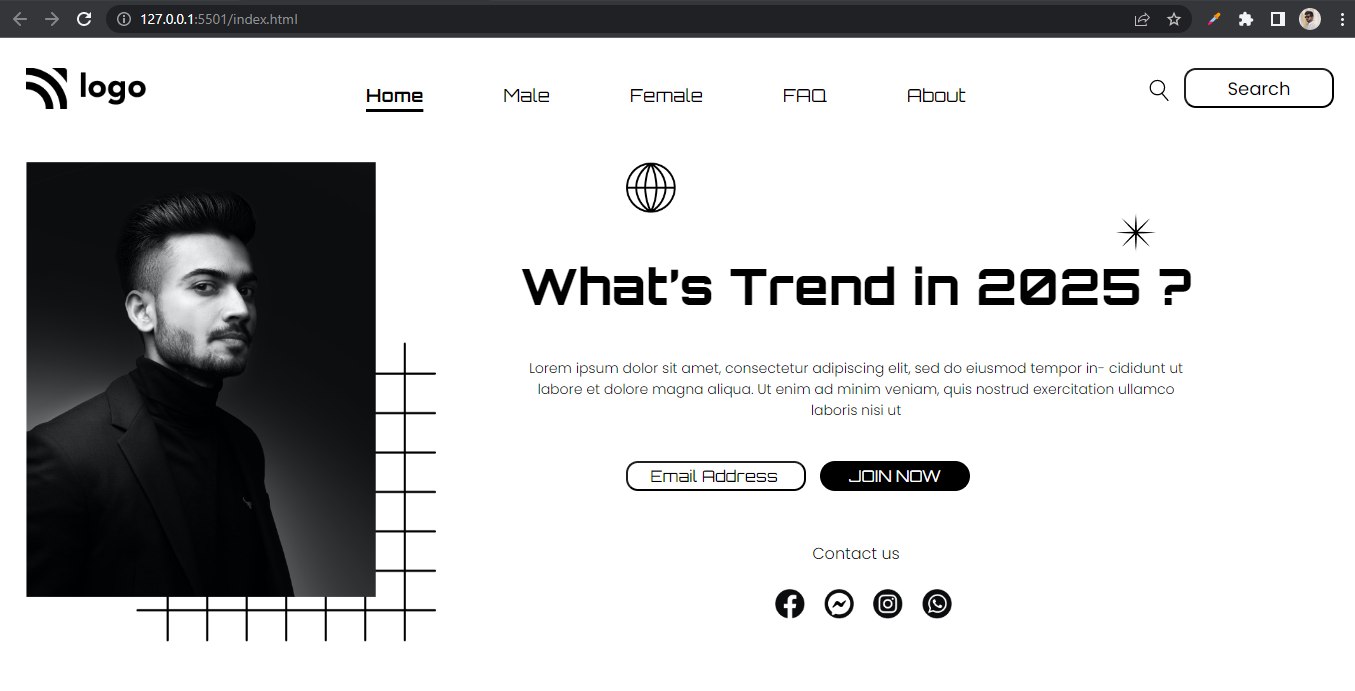 127.0.0.1:5501/index.html
logo
Home Male Female FAQ About
Search
What's Trend in 2025 ?
Lorem ipsum dolor sit amet, consectetur adipiscing elit, sed do eiusmod tempor in- cididunt ut
labore et dolore magna aliqua. Ut enim ad minim veniam, quis nostrud exercitation ullamco
laboris nisi ut
Email Address JOIN NOW
Contact us